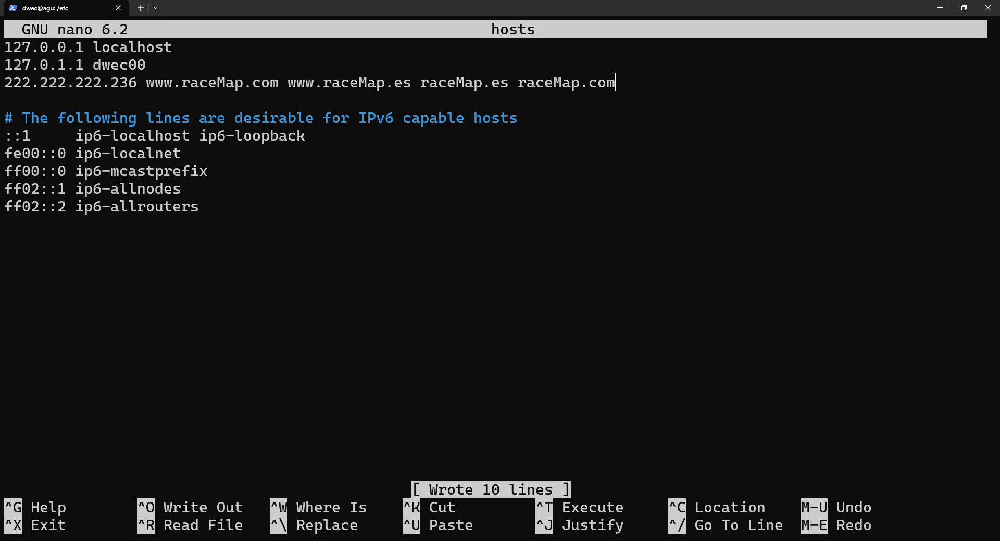 dwec@agu: /etc
GNU nano 6.2 hosts
127.0.0.1 localhost
127.0.1.1 dwec00
222.222.222.236 www.raceMap.com www.raceMap.es raceMap.es raceMap.com
# The following lines are desirable for IPv6 capable hosts
::1 ip6-localhost ip6-loopback
fe00::0 ip6-localnet
ff00::0 ip6-mcastprefix
ff02::1 ip6-allnodes
ff02::2 ip6-allrouters
[ Wrote 10 lines ]
^G Help ^O Write Out ^W Where Is ^K Cut ^T Execute ^C Location M-U Undo
^X Exit ^R Read File ^\ Replace ^U Paste ^J Justify ^/ Go To Line M-E Redo